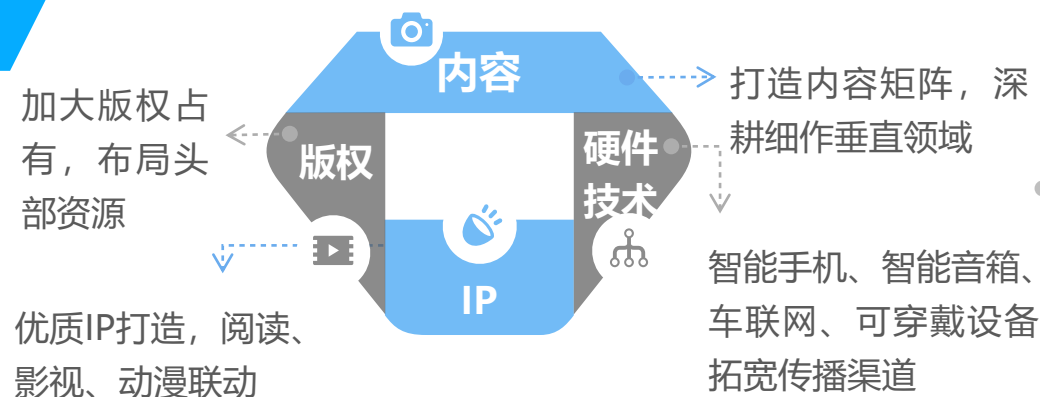 内容
打造内容矩阵，深
耕细作垂直领域
加大版权占
有，布局头
部资源
版权
硬件
技术
智能手机、智能音箱、
车联网、可穿戴设备
拓宽传播渠道
IP
优质IP打造，阅读、
影视、动漫联动